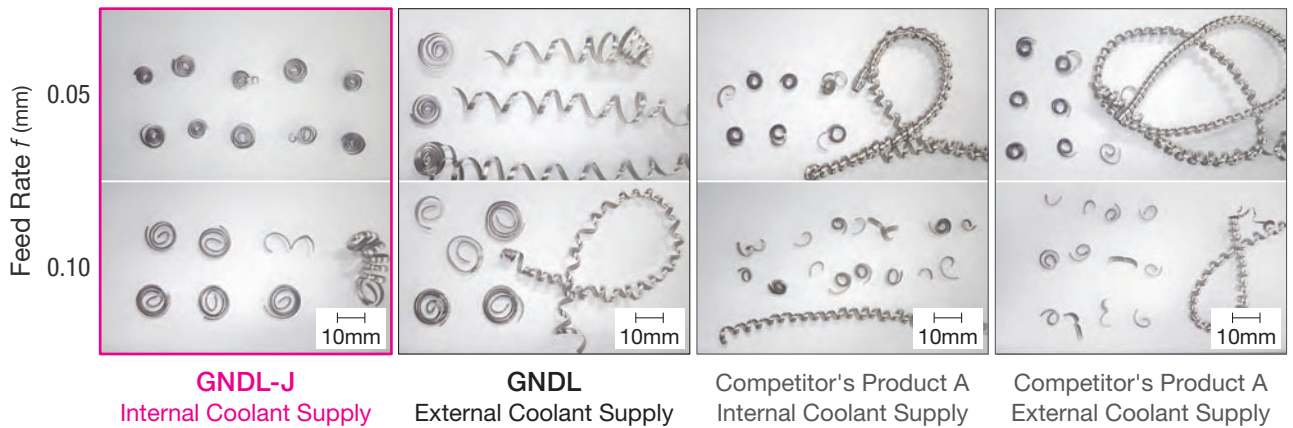 Feed Rate f (mm)
0.05
0.10
10mm
10mm
10mm
10mm
GNDL-J
Internal Coolant Supply
GNDL
External Coolant Supply
Competitor's Product A
Internal Coolant Supply
Competitor's Product A
External Coolant Supply